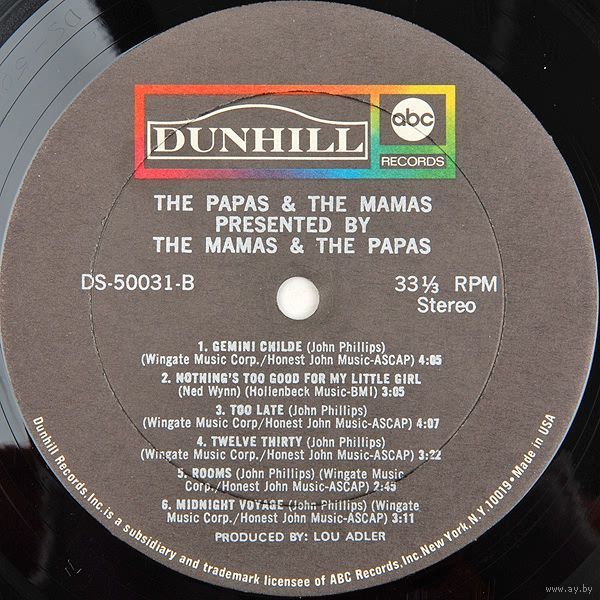 DUNHILL
abc
RECORDS
THE PAPAS & THE MAMAS
PRESENTED BY
THE MAMAS & THE PAPAS
DS-50031-B
33⅓ RPM
Stereo
1. GEMINI CHILDE (John Phillips)
(Wingate Music Corp./Honest John Music-ASCAP) 4:05
2. NOTHING'S TOO GOOD FOR MY LITTLE GIRL
(Ned Wynn) (Hollenbeck Music-BMI) 3:05
3. TOO LATE (John Phillips)
(Wingate Music Corp./Honest John Music-ASCAP) 4:07
4. TWELVE THIRTY (John Phillips)
(Wingate Music Corp./Honest John Music-ASCAP) 3:22
5. ROOMS (John Phillips) (Wingate Music
Corp./Honest John Music-ASCAP) 2:45
6. MIDNIGHT VOYAGE (John Phillips) (Wingate
Music Corp./Honest John Music-ASCAP) 3:11
PRODUCED BY: LOU ADLER
Dunhill Records, Inc. is a subsidiary and trademark licensee of ABC Records, Inc. New York, N.Y. 10019 • Made in USA
www.ay.by